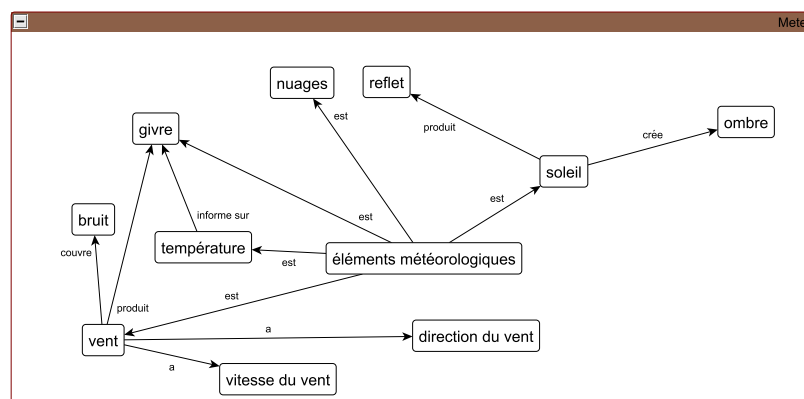 Mete
nuages
reflet
est
produit
ombre
crée
givre
soleil
est
bruit
informe sur
est
couvre
température
est
éléments météorologiques
est
produit
vent
a
direction du vent
a
vitesse du vent